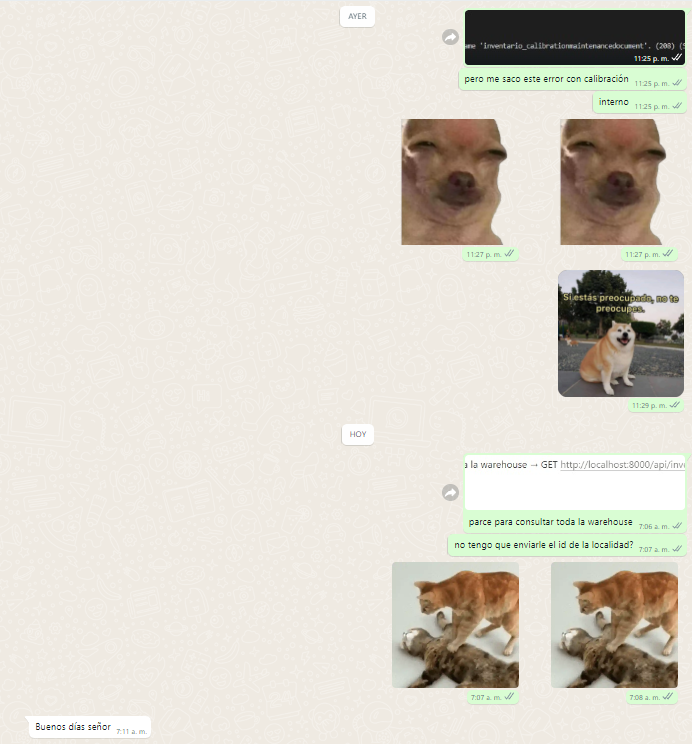 AYER
ame 'inventario_calibrationmaintenancedocument'. (208) (S
11:25 p. m.
pero me saco este error con calibración 11:25 p. m.
interno 11:25 p. m.
11:27 p. m. 11:27 p. m.
Si estás preocupado, no te
preocupes.
11:29 p. m.
HOY
a la warehouse → GET http://localhost:8000/api/inve
parce para consultar toda la warehouse 7:06 a. m.
no tengo que enviarle el id de la localidad? 7:07 a. m.
7:07 a. m. 7:08 a. m.
Buenos días señor 7:11 a. m.